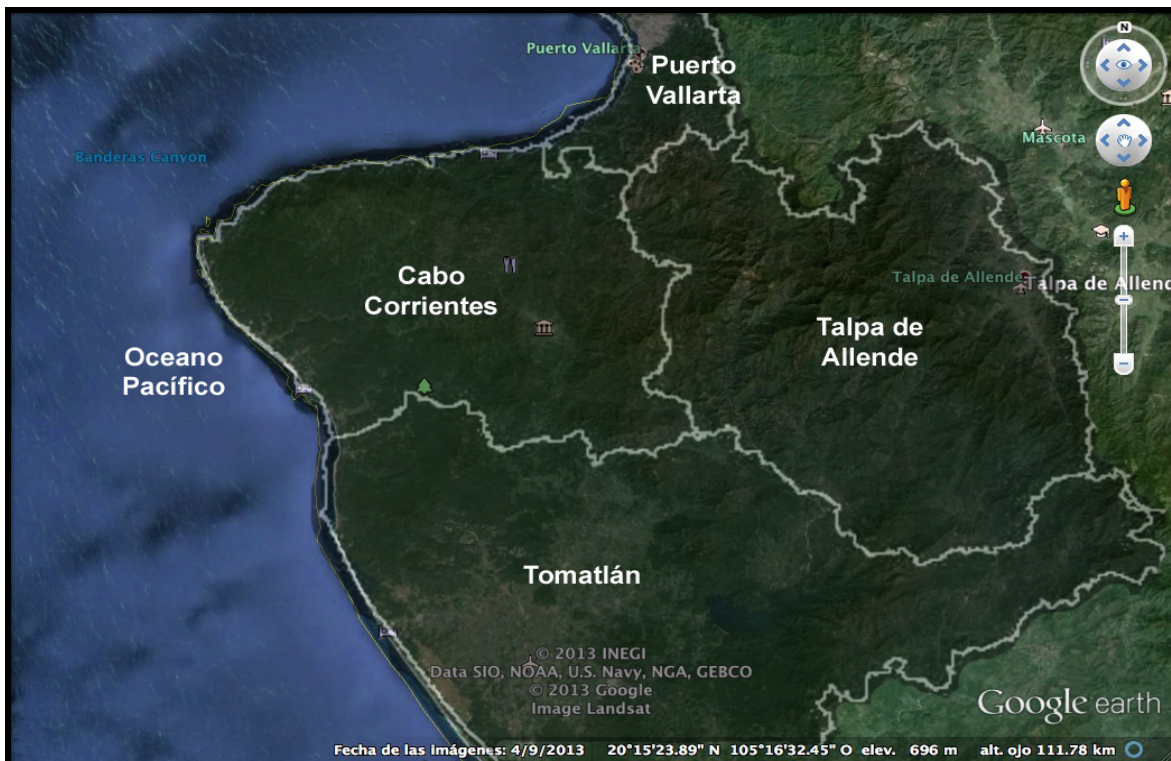 N
Puerto Vallarta
Puerto
Vallarta
Mascota
Banderas Canyon
Cabo
Corrientes
Talpa de Allende
Talpa de Allend
Talpa de
Allende
Oceano
Pacífico
Tomatlán
© 2013 INEGI
Data SIO, NOAA, U.S. Navy, NGA, GEBCO
© 2013 Google
Image Landsat
Google earth
Fecha de las imágenes: 4/9/2013 20°15'23.89" N 105°16'32.45" O elev. 696 m alt. ojo 111.78 km